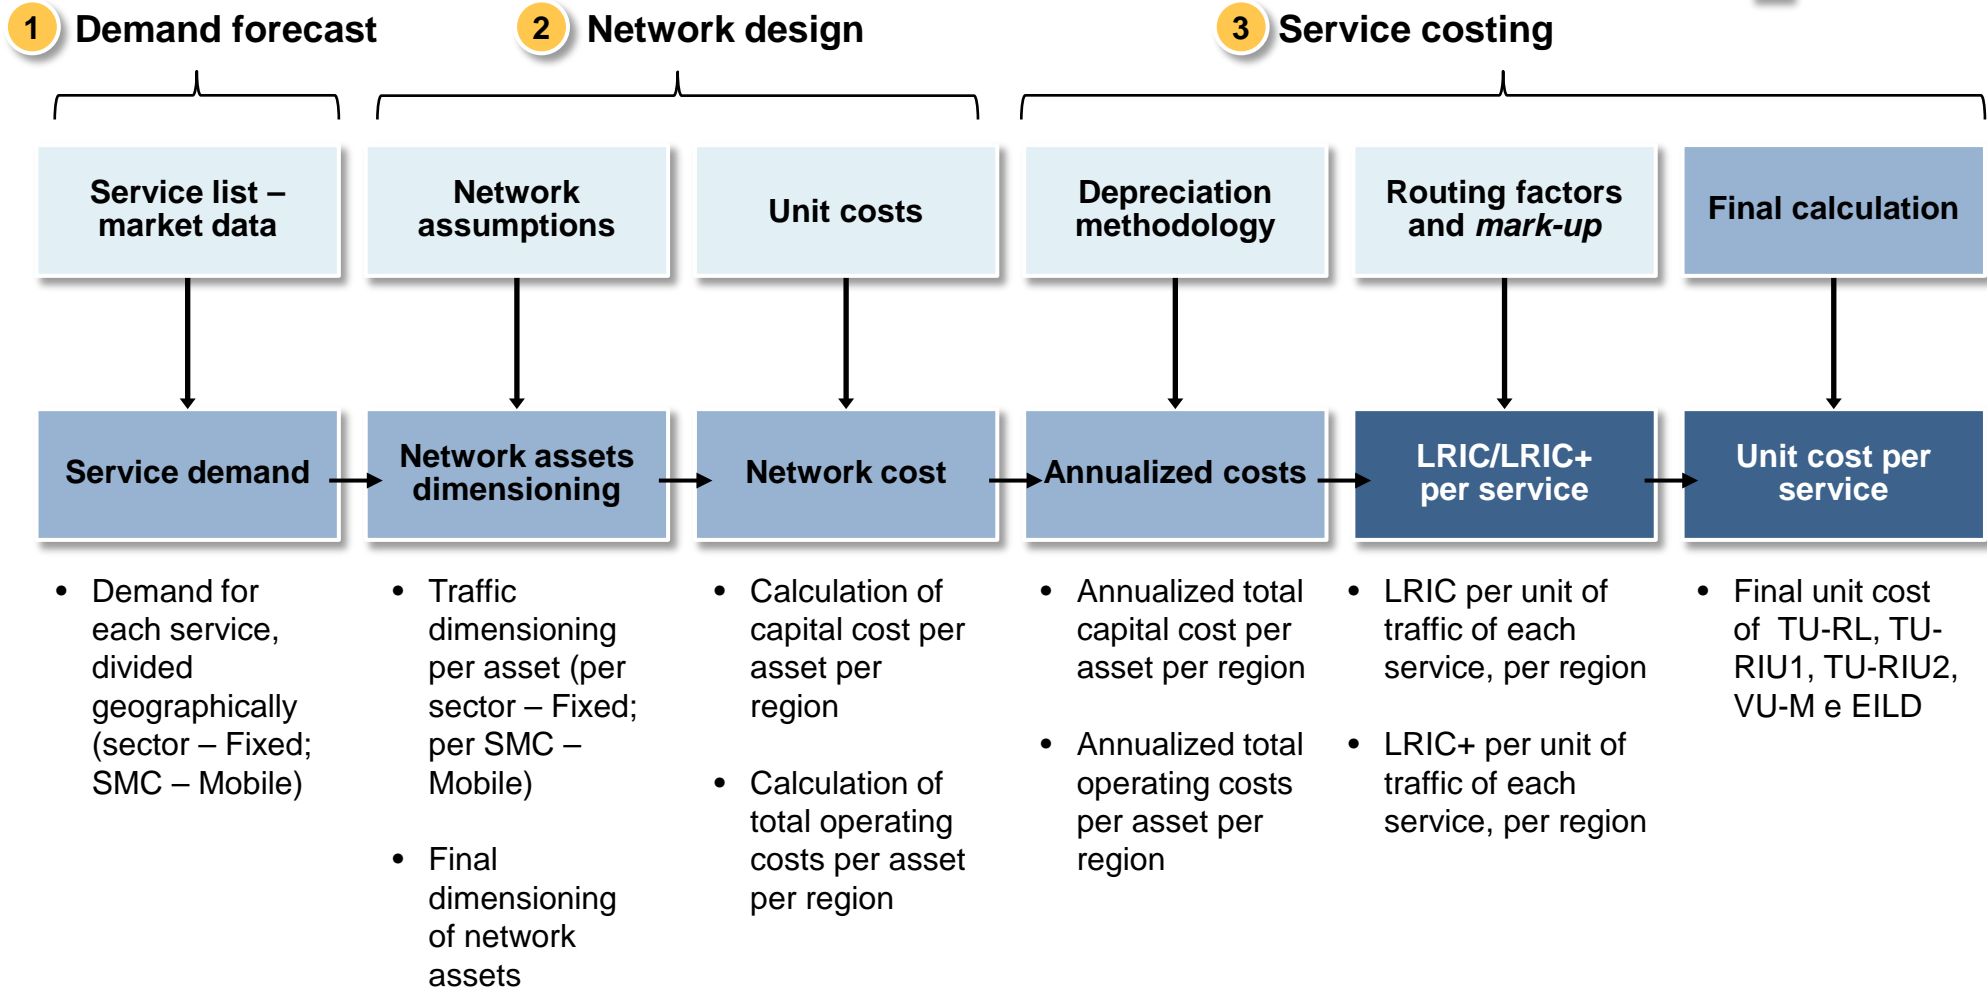 1 Demand forecast
2 Network design
3 Service costing
Service list –
market data
Network
assumptions
Unit costs
Depreciation
methodology
Routing factors
and mark-up
Final calculation
Service demand
Network assets
dimensioning
Network cost
Annualized costs
LRIC/LRIC+
per service
Unit cost per
service
• Demand for
each service,
divided
geographically
(sector – Fixed;
SMC – Mobile)
• Traffic
dimensioning
per asset (per
sector – Fixed;
per SMC –
Mobile)
• Final
dimensioning
of network
assets
• Calculation of
capital cost per
asset per
region
• Calculation of
total operating
costs per asset
per region
• Annualized total
capital cost per
asset per region
• Annualized total
operating costs
per asset per
region
• LRIC per unit of
traffic of each
service, per region
• LRIC+ per unit of
traffic of each
service, per region
• Final unit cost
of TU-RL, TU-
RIU1, TU-RIU2,
VU-M e EILD